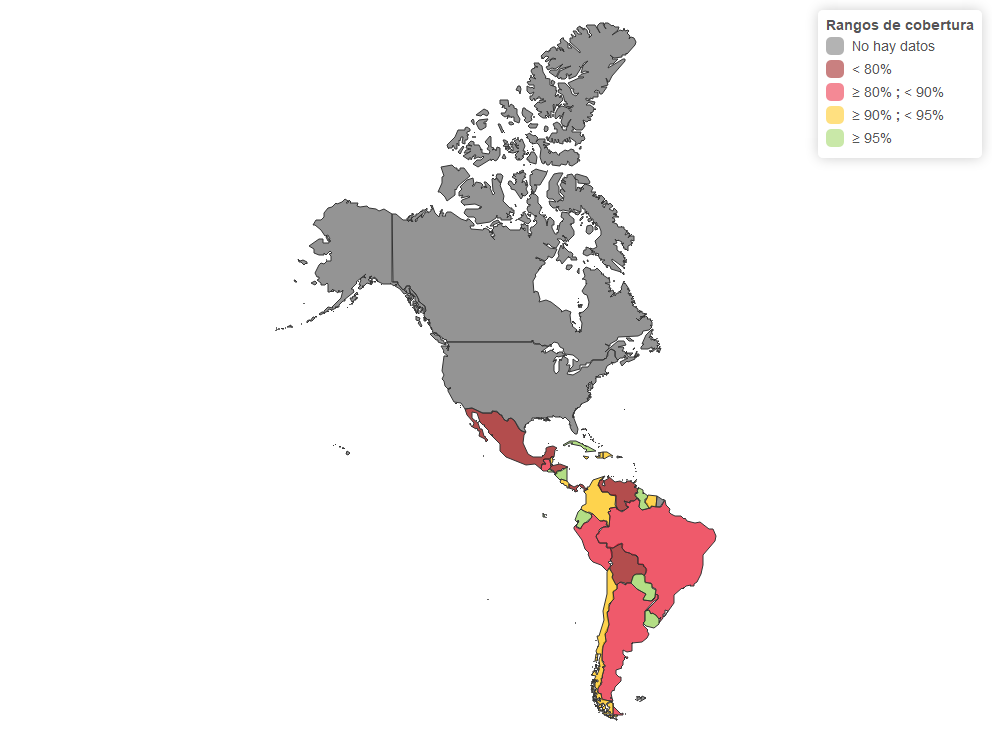 Rangos de cobertura
No hay datos
< 80%
≥ 80% ; < 90%
≥ 90% ; < 95%
≥ 95%